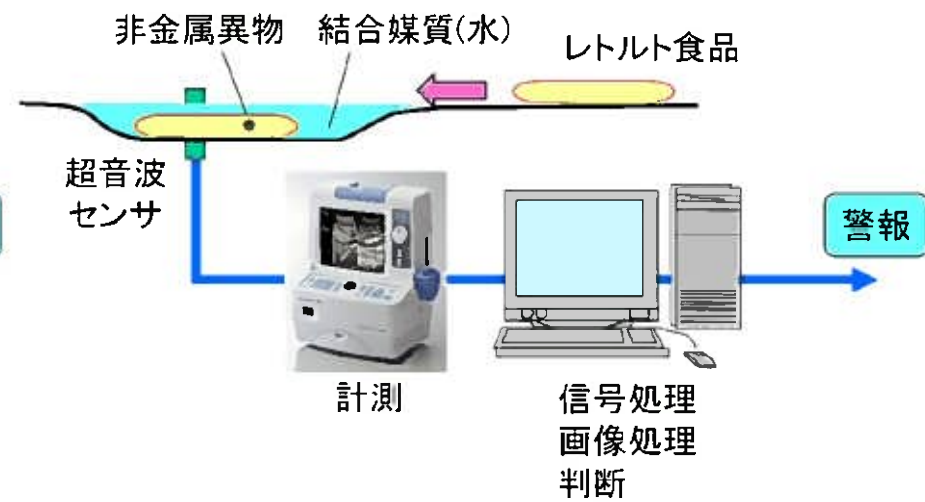 非金属異物
結合媒質(水)
レトルト食品
超音波
センサ
警報
計測
信号処理
画像処理
判断